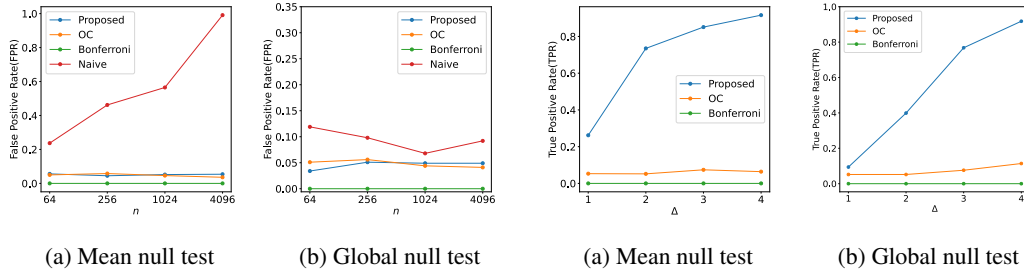 Proposed
OC
Bonferroni
Naive
False Positive Rate(FPR)
1.0
0.8
0.6
0.4
0.2
0.0
64
256
1024
4096
n
(a) Mean null test
Proposed
OC
Bonferroni
Naive
False Positive Rate(FPR)
0.35
0.30
0.25
0.20
0.15
0.10
0.05
0.00
64
256
1024
4096
n
(b) Global null test
Proposed
OC
Bonferroni
True Positive Rate(TPR)
0.8
0.6
0.4
0.2
0.0
1
2
3
4
Δ
(a) Mean null test
Proposed
OC
Bonferroni
True Positive Rate(TPR)
1.0
0.8
0.6
0.4
0.2
0.0
1
2
3
4
Δ
(b) Global null test